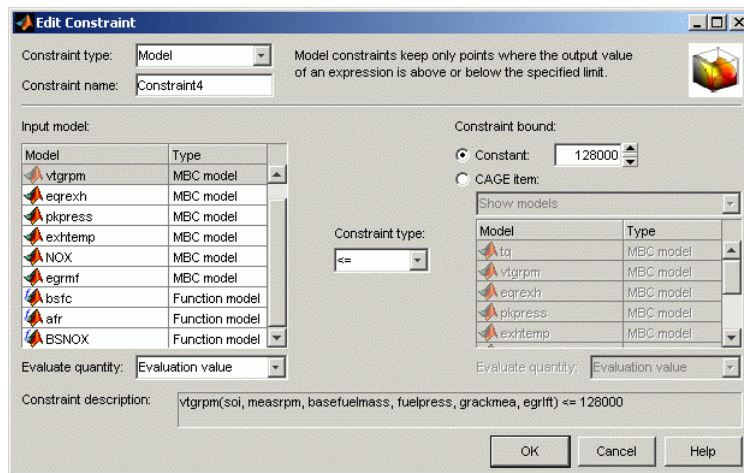 Edit Constraint
Constraint type: Model
Model constraints keep only points where the output value
of an expression is above or below the specified limit.
Constraint name: Constraint4
Input model:
Model Type
vtgrpm MBC model
eqrexh MBC model
pkpress MBC model
exhtemp MBC model
NOX MBC model
egrmf MBC model
bsfc Function model
afr Function model
BSNOX Function model
Evaluate quantity: Evaluation value
Constraint type:
<=
Constraint bound:
Constant: 128000
CAGE item:
Show models
Model Type
tq MBC model
vtgrpm MBC model
eqrexh MBC model
pkpress MBC model
exhtemp MBC model
Evaluate quantity: Evaluation value
Constraint description: vtgrpm(soi, measrpm, basefuelmass, fuelpress, grackmea, egrlft) <= 128000
OK Cancel Help